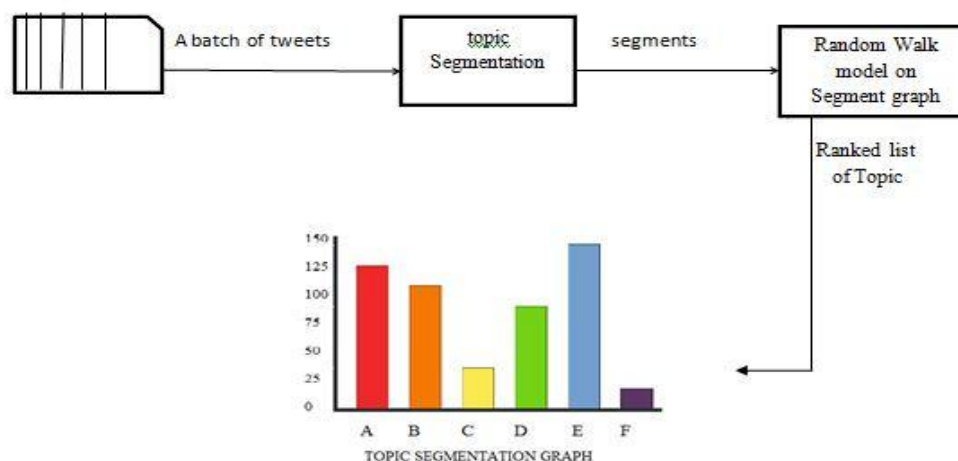 A batch of tweets
topic
Segmentation
segments
Random Walk
model on
Segment graph
Ranked list
of Topic
150
125
100
75
50
25
0
A B C D E F
TOPIC SEGMENTATION GRAPH